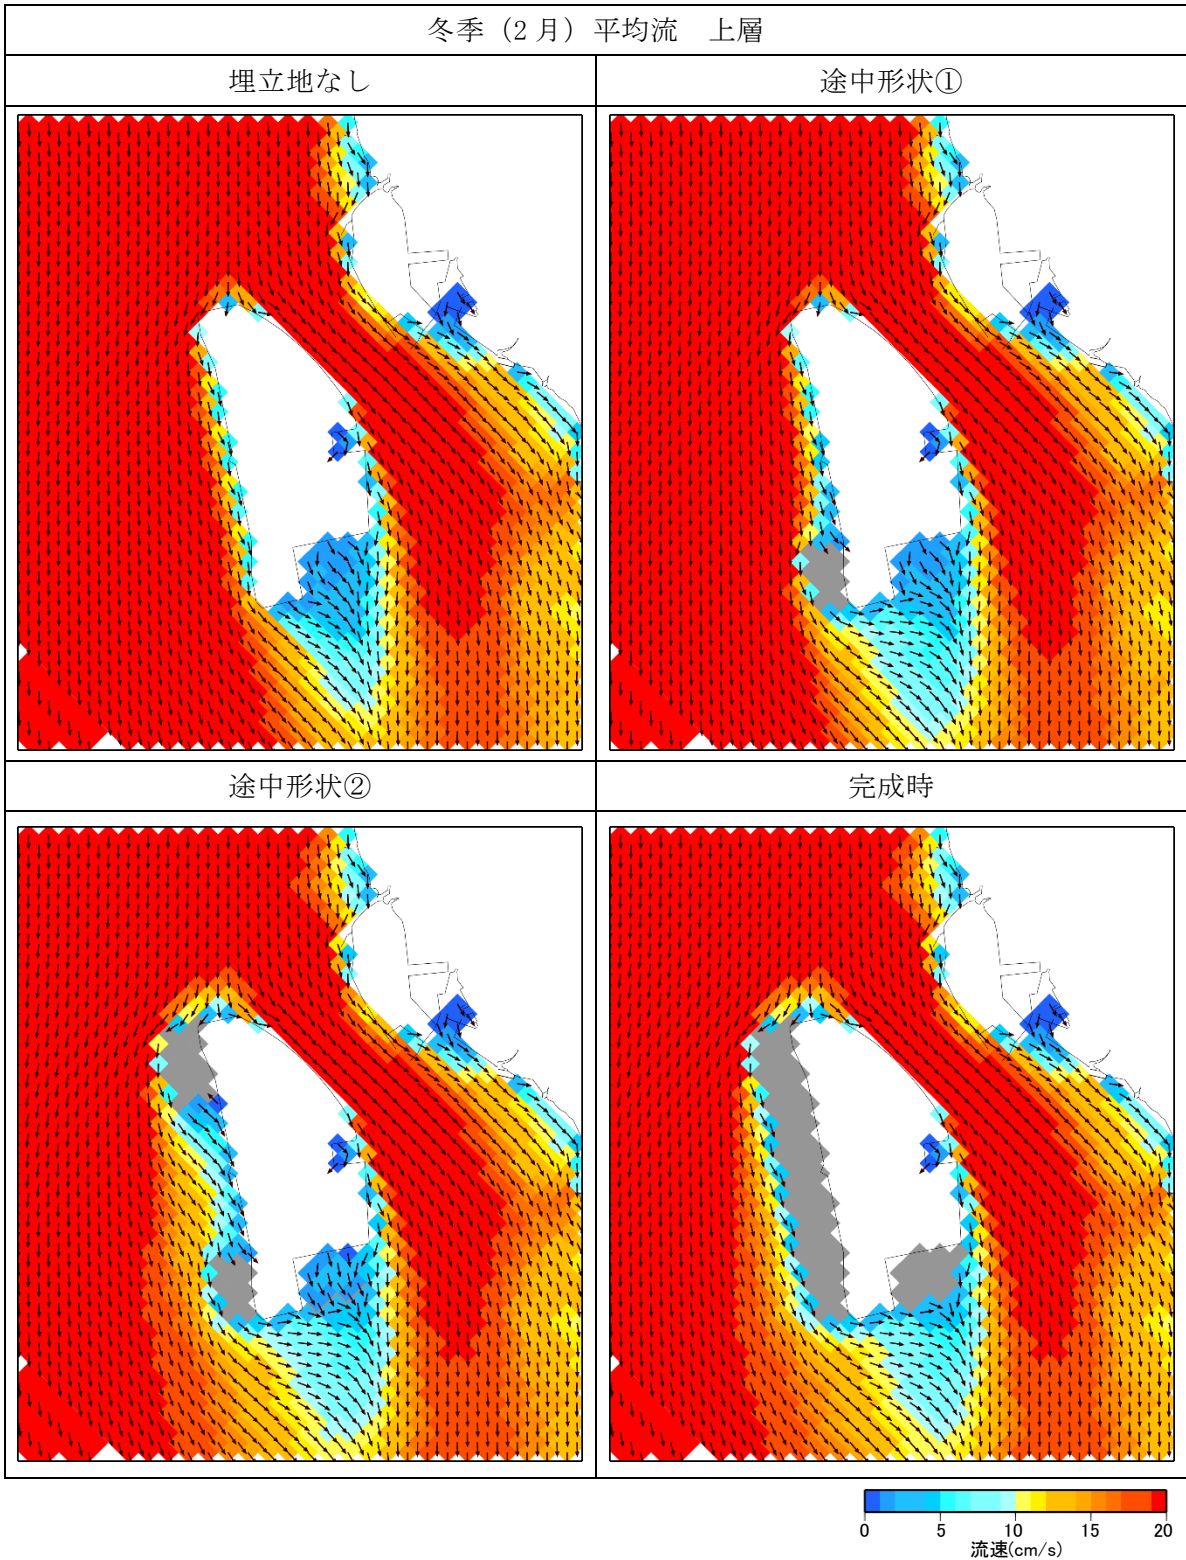 冬季（2 月）平均流　上層
埋立地なし
途中形状①
途中形状②
完成時
0 5 10 15 20
流速(cm/s)